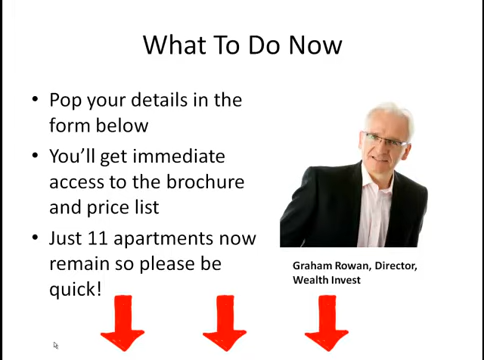 What To Do Now
• Pop your details in the
form below
• You’ll get immediate
access to the brochure
and price list
• Just 11 apartments now
remain so please be
quick!
Graham Rowan, Director,
Wealth Invest